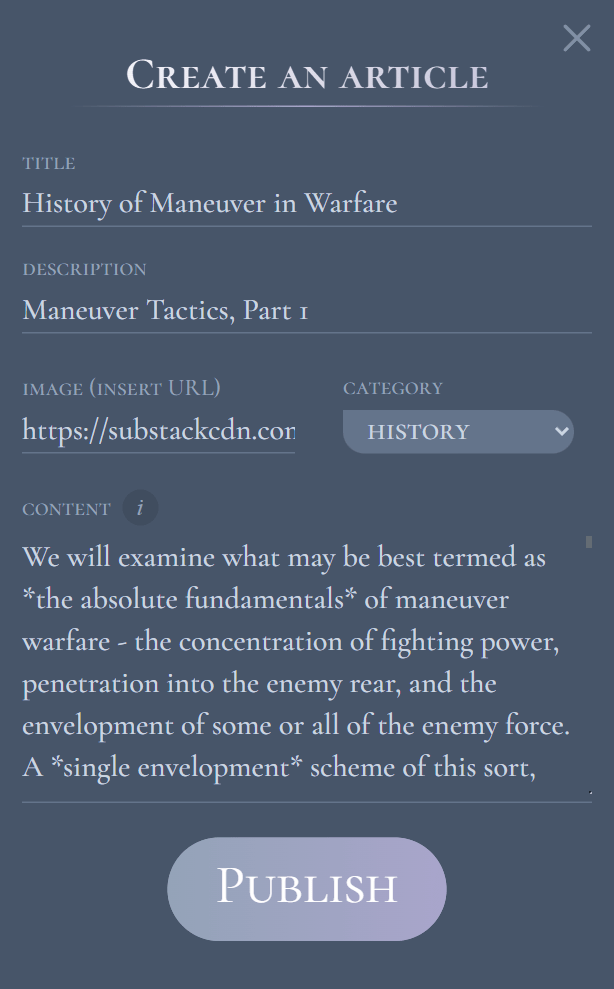 Create an article
title
History of Maneuver in Warfare
description
Maneuver Tactics, Part 1
image (insert URL)
category
https://substackcdn.con
HISTORY
content i
We will examine what may be best termed as
*the absolute fundamentals* of maneuver
warfare - the concentration of fighting power,
penetration into the enemy rear, and the
envelopment of some or all of the enemy force.
A *single envelopment* scheme of this sort,
Publish